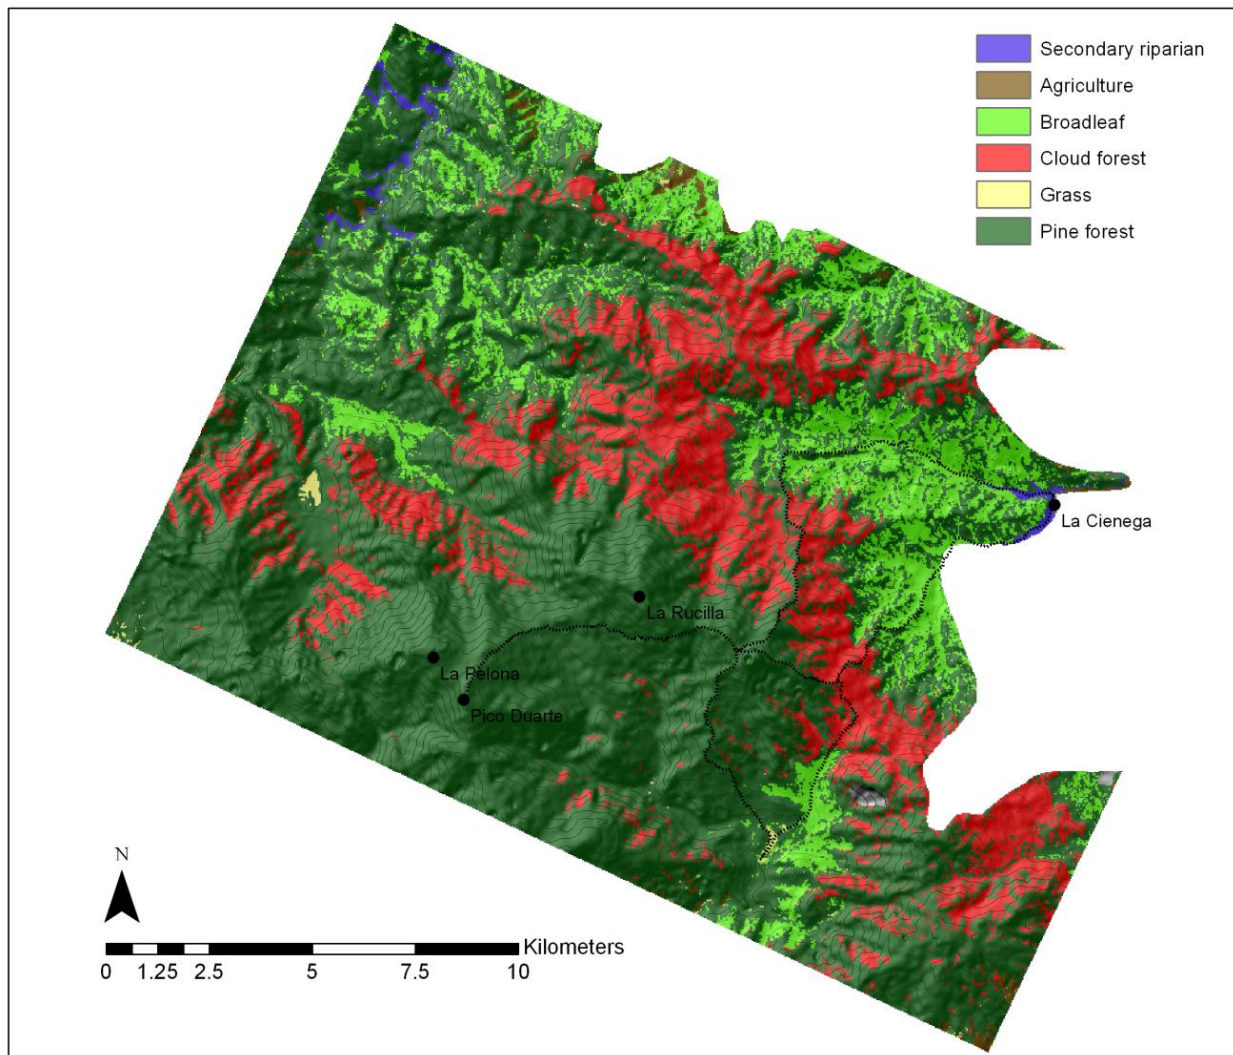 Secondary riparian
Agriculture
Broadleaf
Cloud forest
Grass
Pine forest
La Cienega
La Rucilla
La Pelona
Pico Duarte
N
Kilometers
0 1.25 2.5 5 7.5 10